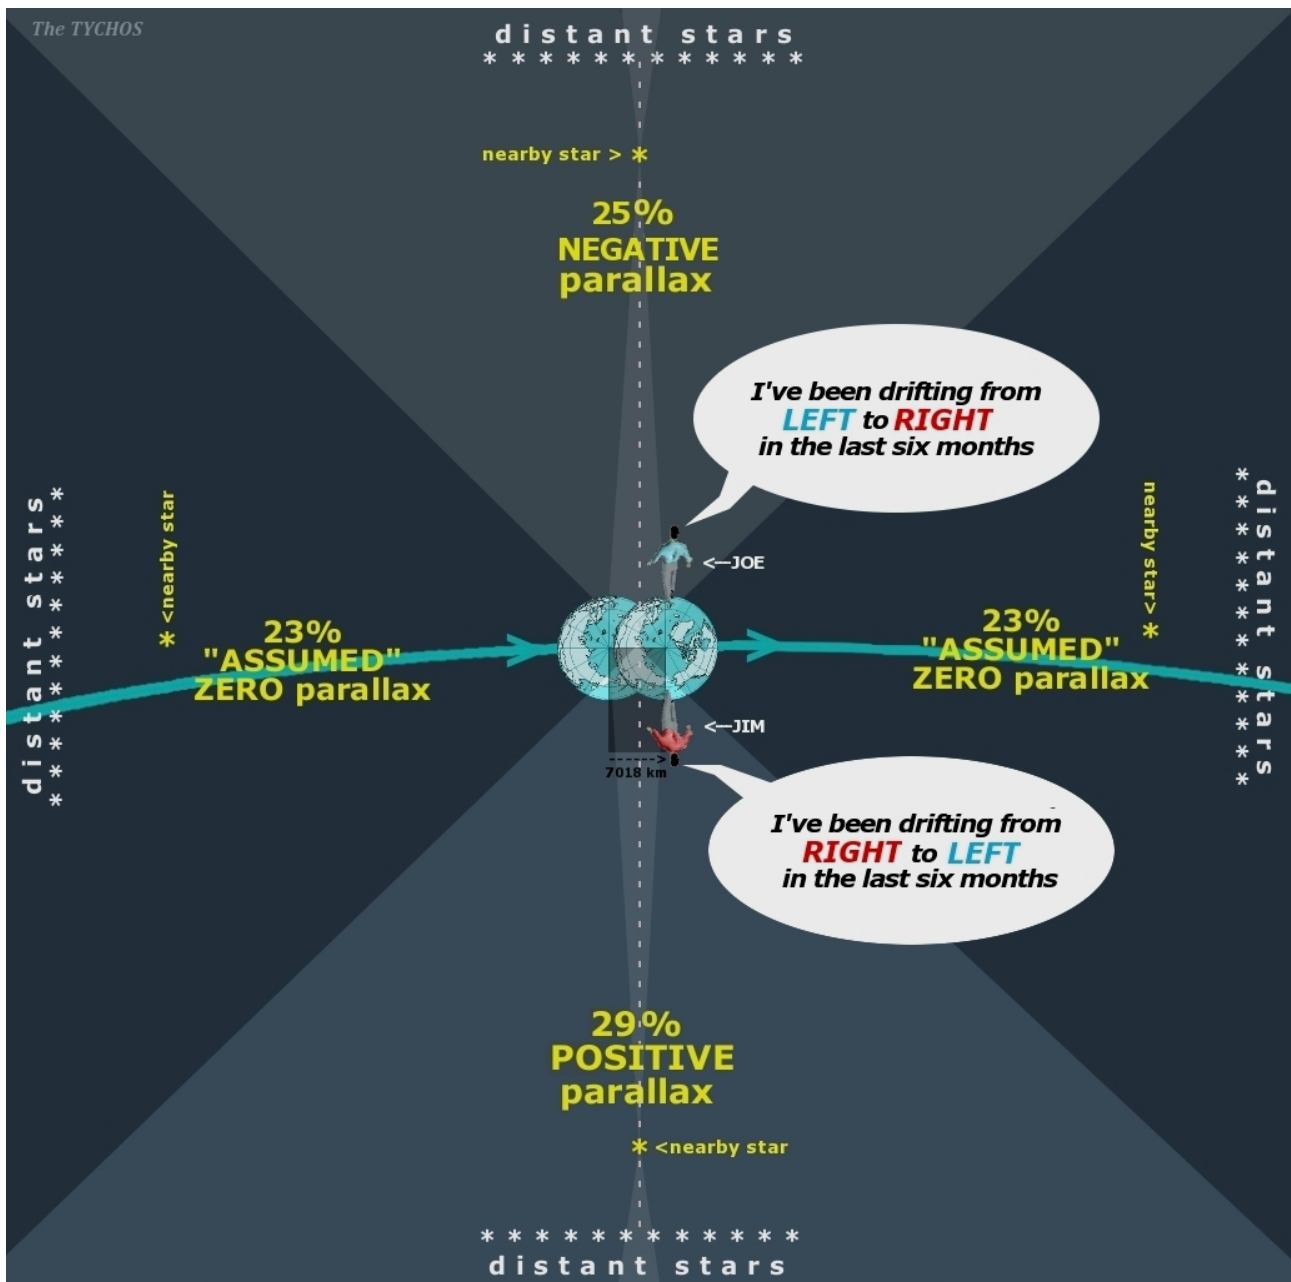 The TYCHOS
distant stars
* * * * * * * * * * * *
nearby star > *
25%
NEGATIVE
parallax
I've been drifting from
LEFT to RIGHT
in the last six months
<---JOE
distant stars
* * * * * * * * * * * *
* <nearby star
23%
"ASSUMED"
ZERO parallax
23%
"ASSUMED"
ZERO parallax
nearby star> *
distant stars
* * * * * * * * * * * * * *
<---JIM
------>
7018 km
I've been drifting from
RIGHT to LEFT
in the last six months
29%
POSITIVE
parallax
* <nearby star
* * * * * * * * * * * *
distant stars